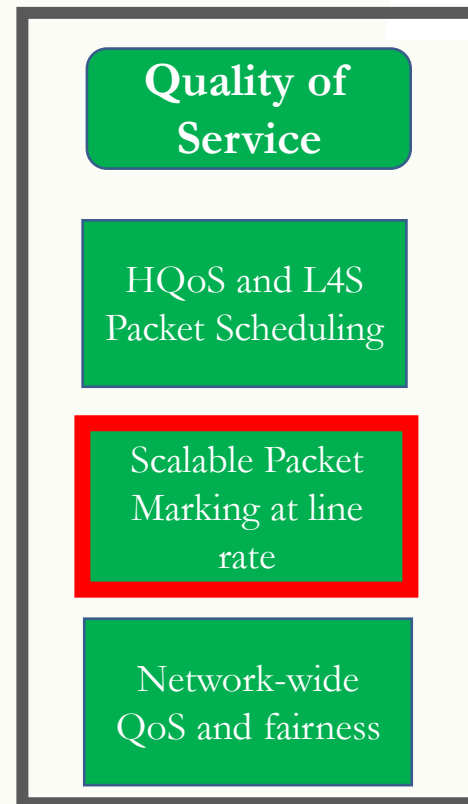 Quality of
Service
HQoS and L4S
Packet Scheduling
Scalable Packet
Marking at line
rate
Network-wide
QoS and fairness